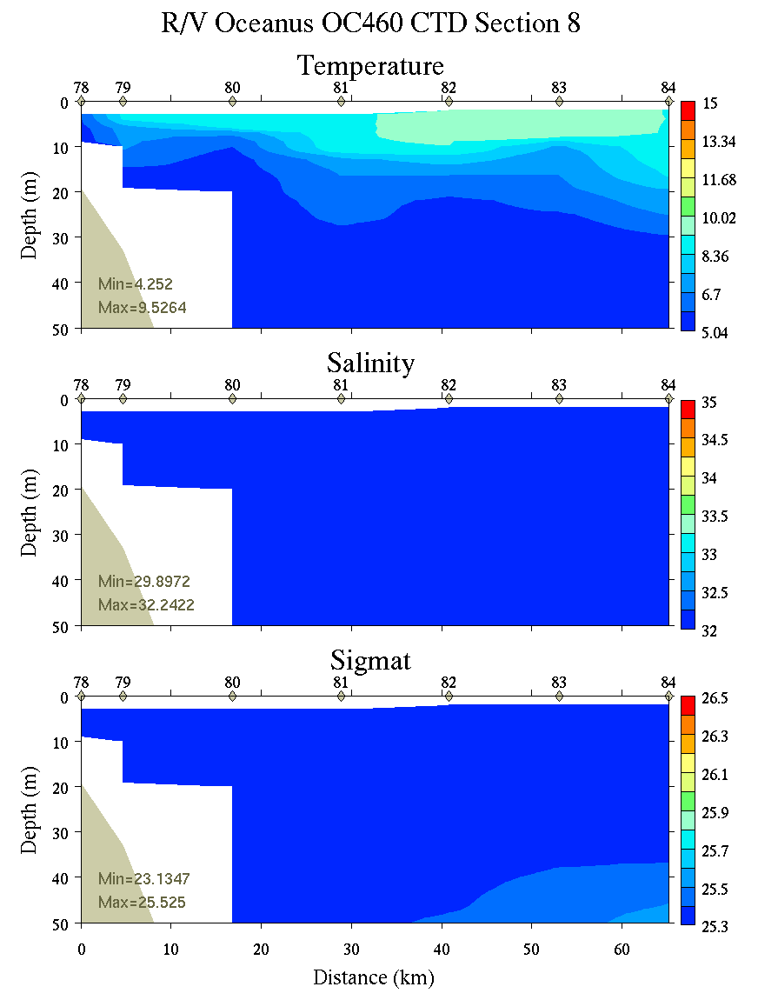 R/V Oceanus OC460 CTD Section 8
Temperature
78 79 80 81 82 83 84
0
10
20
30
40
50
Depth (m)
Min=4.252
Max=9.5264
15
13.34
11.68
10.02
8.36
6.7
5.04
Salinity
78 79 80 81 82 83 84
0
10
20
30
40
50
Depth (m)
Min=29.8972
Max=32.2422
35
34.5
34
33.5
33
32.5
32
Sigmat
78 79 80 81 82 83 84
0
10
20
30
40
50
Depth (m)
Min=23.1347
Max=25.525
26.5
26.3
26.1
25.9
25.7
25.5
25.3
0 10 20 30 40 50 60
Distance (km)